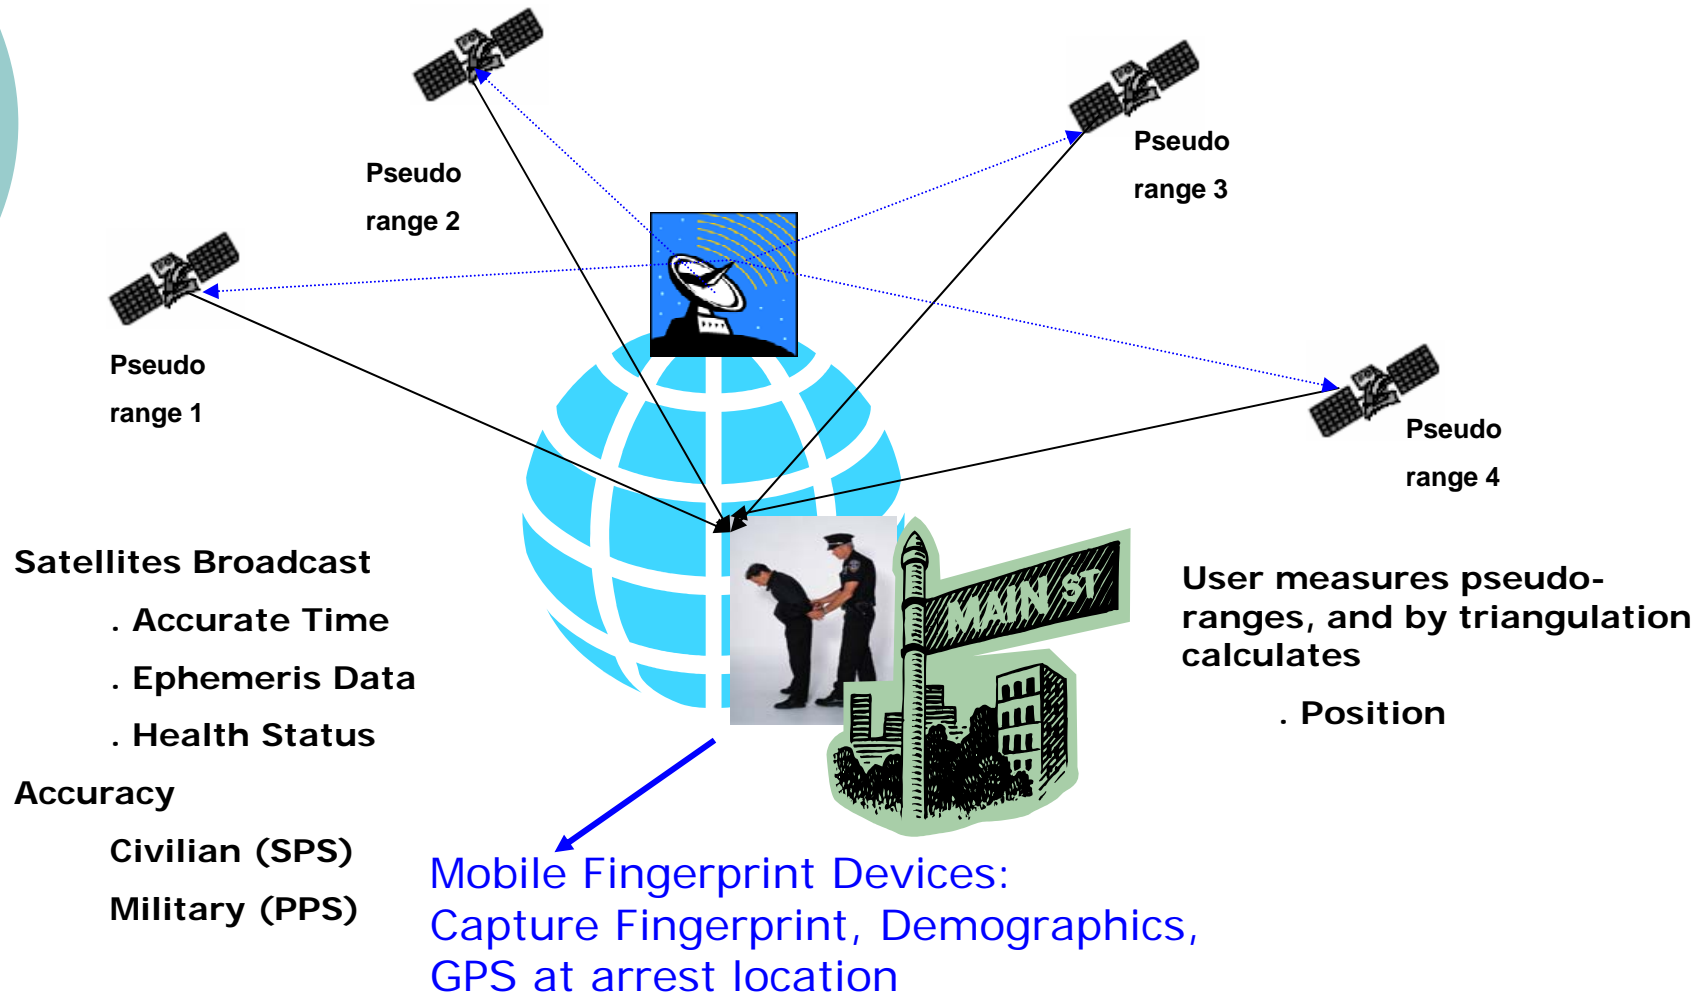 Pseudo
range 2
Pseudo
range 3
Pseudo
range 1
Pseudo
range 4
Satellites Broadcast
. Accurate Time
. Ephemeris Data
. Health Status
Accuracy
Civilian (SPS)
Military (PPS)
MAIN ST
User measures pseudo-
ranges, and by triangulation
calculates
. Position
Mobile Fingerprint Devices:
Capture Fingerprint, Demographics,
GPS at arrest location